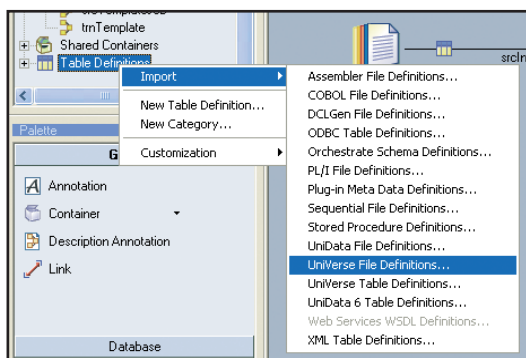 trnTemplate
Shared Containers
Table Definitions
srcIn
Import
New Table Definition...
New Category...
Customization
Assembler File Definitions...
COBOL File Definitions...
DCLGen File Definitions...
ODBC Table Definitions...
Orchestrate Schema Definitions...
PL/I File Definitions...
Plug-in Meta Data Definitions...
Sequential File Definitions...
Stored Procedure Definitions...
UniData File Definitions...
UniVerse File Definitions...
UniVerse Table Definitions...
UniData 6 Table Definitions...
Web Services WSDL Definitions...
XML Table Definitions...
Palette
G
Annotation
Container
Description Annotation
Link
Database